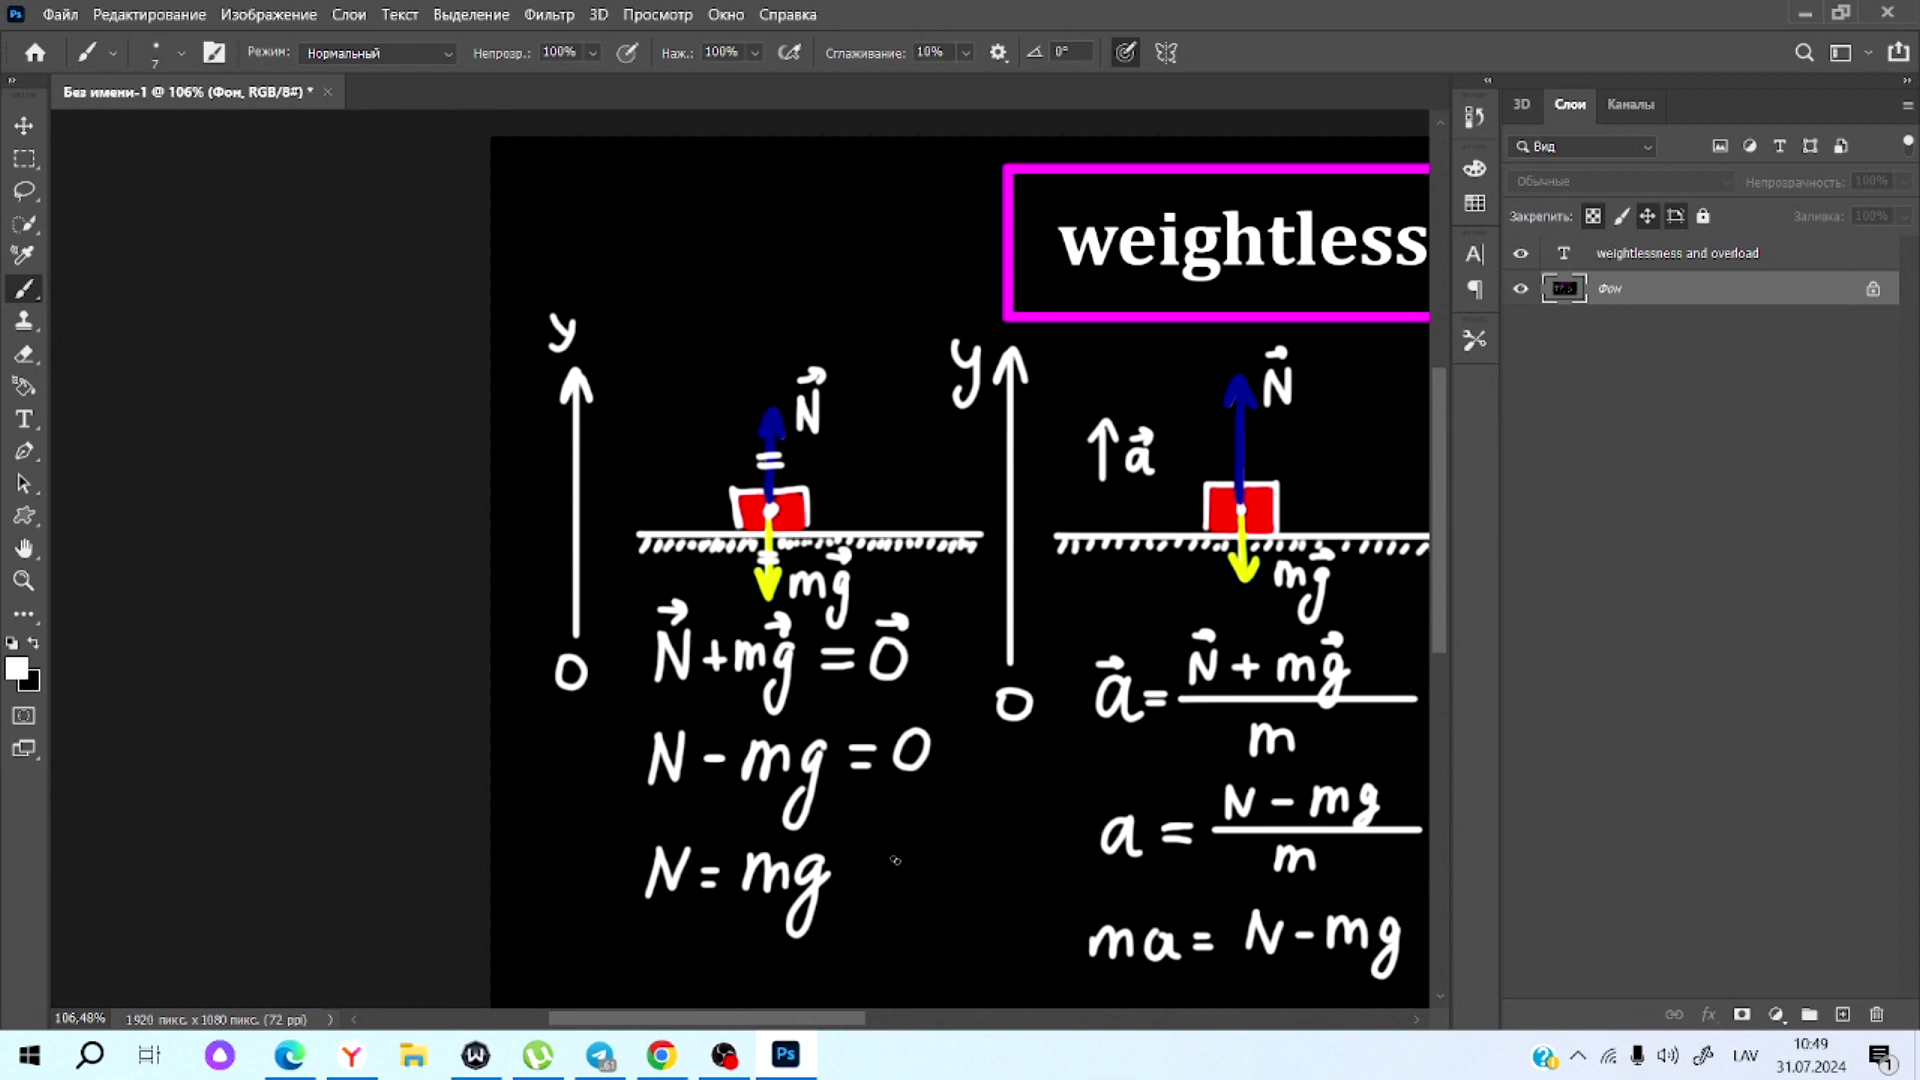 Файл Редактирование Изображение Слои Текст Выделение Фильтр 3D Просмотр Окно Справка
7 Режим: Нормальный Непрозр.: 100% Наж.: 100% Сглаживание: 10% 0°
Без имени-1 @ 106% (Фон, RGB/8#) *
3D Слои Каналы
Вид
Обычные Непрозрачность: 100%
Закрепить: Заливка: 100%
weightlessness and overload
Фон
weightless
y
N⃗
mg⃗
0
N⃗ + mg⃗ = 0⃗
N - mg = 0
N = mg
y
a⃗
N⃗
mg⃗
0
a⃗ = (N⃗ + mg⃗) / m
a = (N - mg) / m
ma = N - mg
106,48% 1920 пикс. x 1080 пикс. (72 ppi)
LAV 10:49
31.07.2024